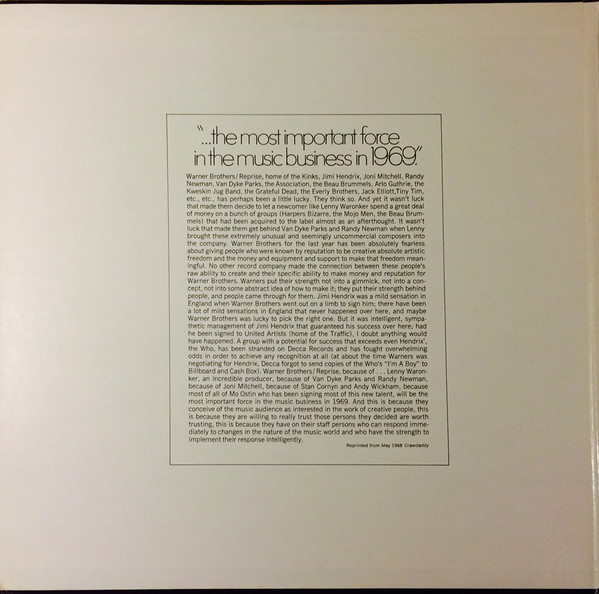 "...the most important force
in the music business in 1969."
Warner Brothers/Reprise, home of the Kinks, Jimi Hendrix, Joni Mitchell, Randy
Newman, Van Dyke Parks, the Association, the Beau Brummels, Arlo Guthrie, the
Kweskin Jug Band, the Grateful Dead, the Everly Brothers, Jack Elliott,Tiny Tim,
etc., etc., has perhaps been a little lucky. They think so. And yet it wasn't luck
that made them decide to let a newcomer like Lenny Waronker spend a great deal
of money on a bunch of groups (Harpers Bizarre, the Mojo Men, the Beau Brum-
mels) that had been acquired to the label almost as an afterthought. It wasn't
luck that made them get behind Van Dyke Parks and Randy Newman when Lenny
brought these extremely unusual and seemingly uncommercial composers into
the company. Warner Brothers for the last year has been absolutely fearless
about giving people who were known by reputation to be creative absolute artistic
freedom and the money and equipment and support to make that freedom mean-
ingful. No other record company made the connection between these people's
raw ability to create and their specific ability to make money and reputation for
Warner Brothers. Warners put their strength not into a gimmick, not into a con-
cept, not into some abstract idea of how to make it; they put their strength behind
people, and people came through for them. Jimi Hendrix was a mild sensation in
England when Warner Brothers went out on a limb to sign him; there have been
a lot of mild sensations in England that never happened over here, and maybe
Warner Brothers was lucky to pick the right one. But it was intelligent, sympa-
thetic management of Jimi Hendrix that guaranteed his success over here; had
he been signed to United Artists (home of the Traffic), I doubt anything would
have happened. A group with a potential for success that exceeds even Hendrix',
the Who, has been stranded on Decca Records and has fought overwhelming
odds in order to achieve any recognition at all (at about the time Warners was
negotiating for Hendrix, Decca forgot to send copies of the Who's "I'm A Boy" to
Billboard and Cash Box). Warner Brothers/Reprise, because of . . . Lenny Waron-
ker, an incredible producer, because of Van Dyke Parks and Randy Newman,
because of Joni Mitchell, because of Stan Cornyn and Andy Wickham, because
most of all of Mo Ostin who has been signing most of this new talent, will be the
most important force in the music business in 1969. And this is because they
conceive of the music audience as interested in the work of creative people, this
is because they are willing to really trust those persons they decided are worth
trusting, this is because they have on their staff persons who can respond imme-
diately to changes in the nature of the music world and who have the strength to
implement their response intelligently.
Reprinted from May 1968 Crawdaddy